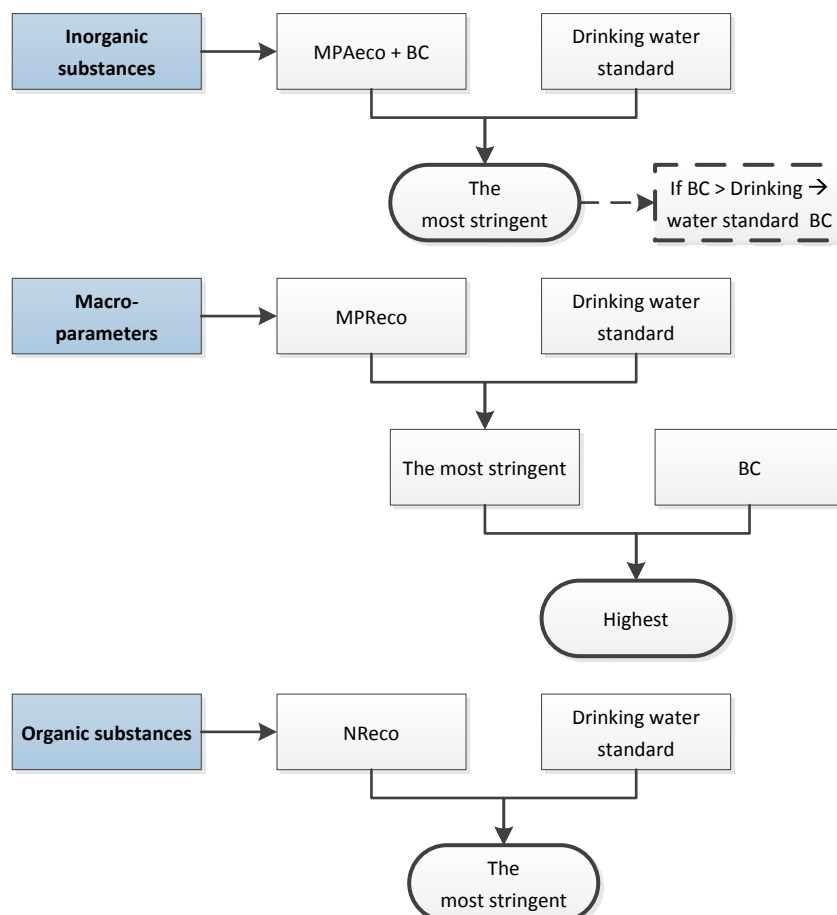 Inorganic
substances
MPAeco + BC
Drinking water
standard
The
most stringent
If BC > Drinking →
water standard BC
Macro-
parameters
MPReco
Drinking water
standard
The most stringent
BC
Highest
Organic substances
NReco
Drinking water
standard
The
most stringent